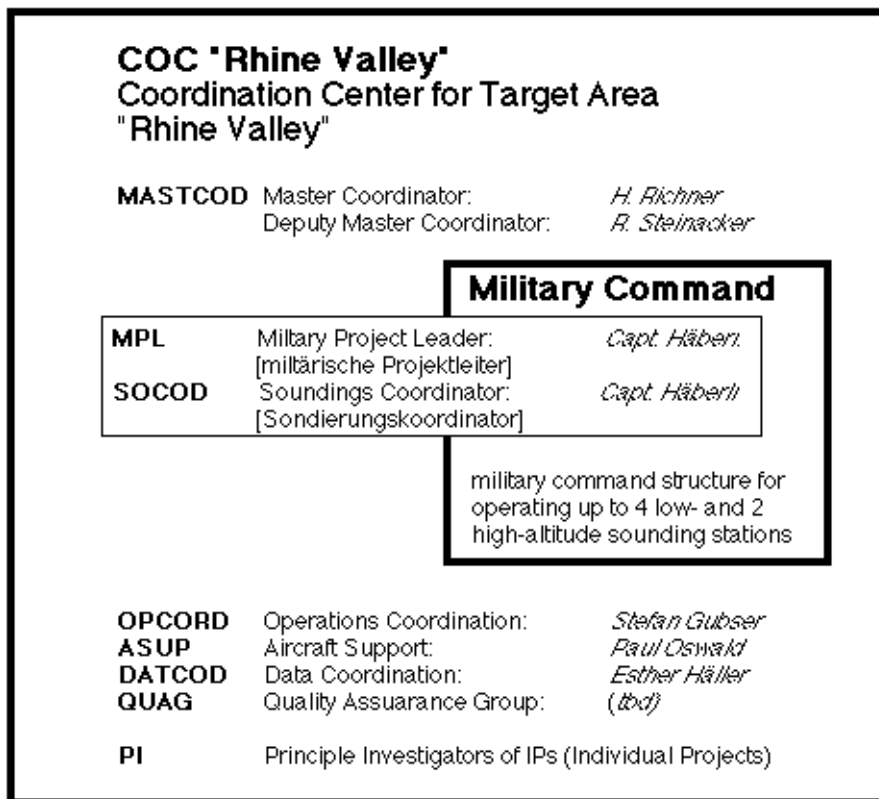 COC "Rhine Valley"
Coordination Center for Target Area
"Rhine Valley"
MASTCOD Master Coordinator: H. Richner
Deputy Master Coordinator: R. Steinacker
Military Command
MPL Miltary Project Leader: Capt. Häberl
[miltärische Projektleiter]
SOCOD Soundings Coordinator: Capt. Häberli
[Sondierungskoordinator]
military command structure for
operating up to 4 low- and 2
high-altitude sounding stations
OPCORD Operations Coordination: Stefan Gubser
ASUP Aircraft Support: Paul Oswald
DATCOD Data Coordination: Esther Häller
QUAG Quality Assuarance Group: (tbd)
PI Principle Investigators of IPs (Individual Projects)